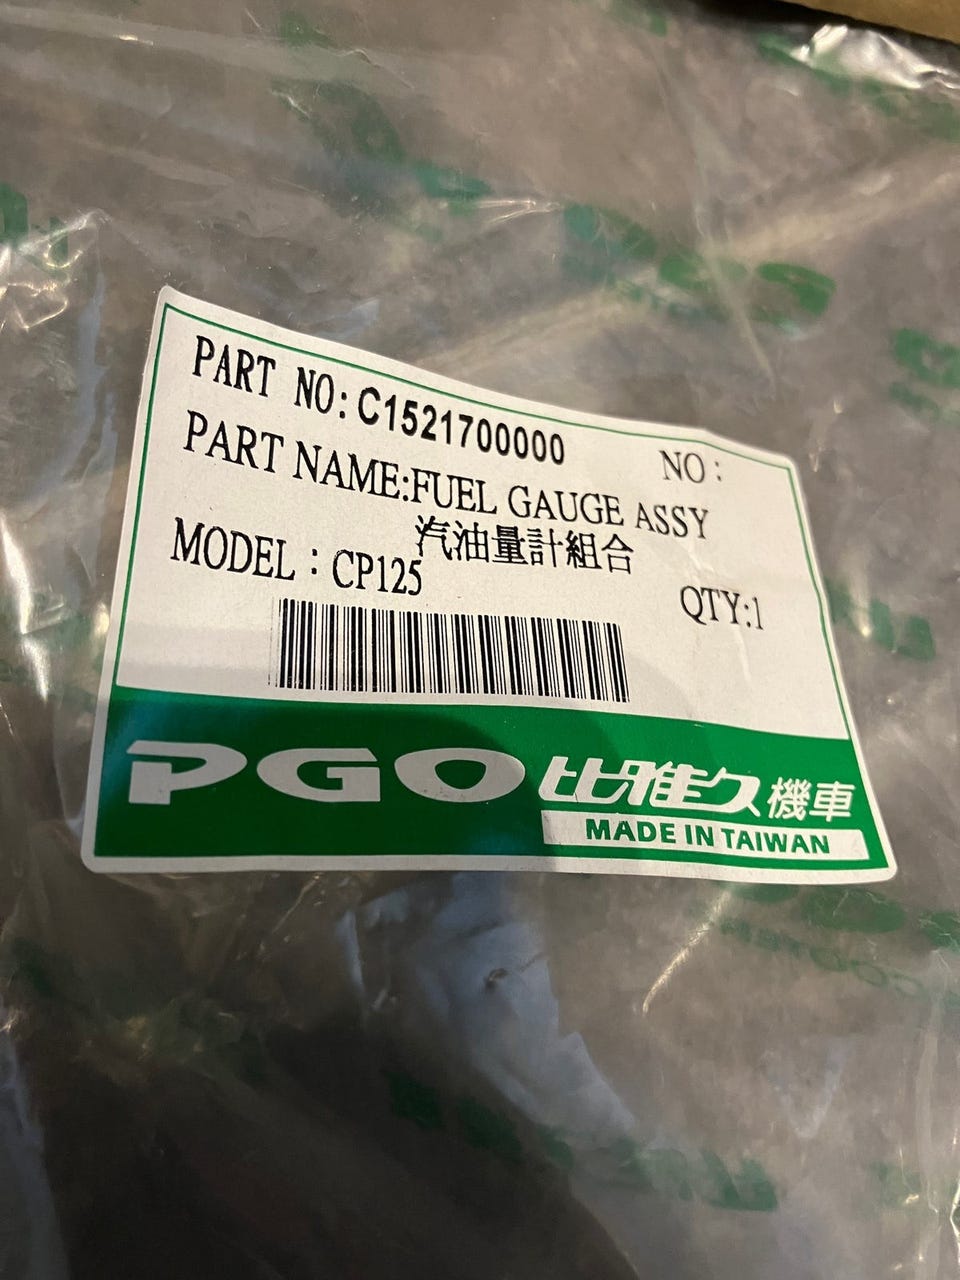 PART NO:C1521700000
NO:
PART NAME:FUEL GAUGE ASSY
汽油量計組合
MODEL:CP125
QTY:1
PGO 比雅久機車
MADE IN TAIWAN